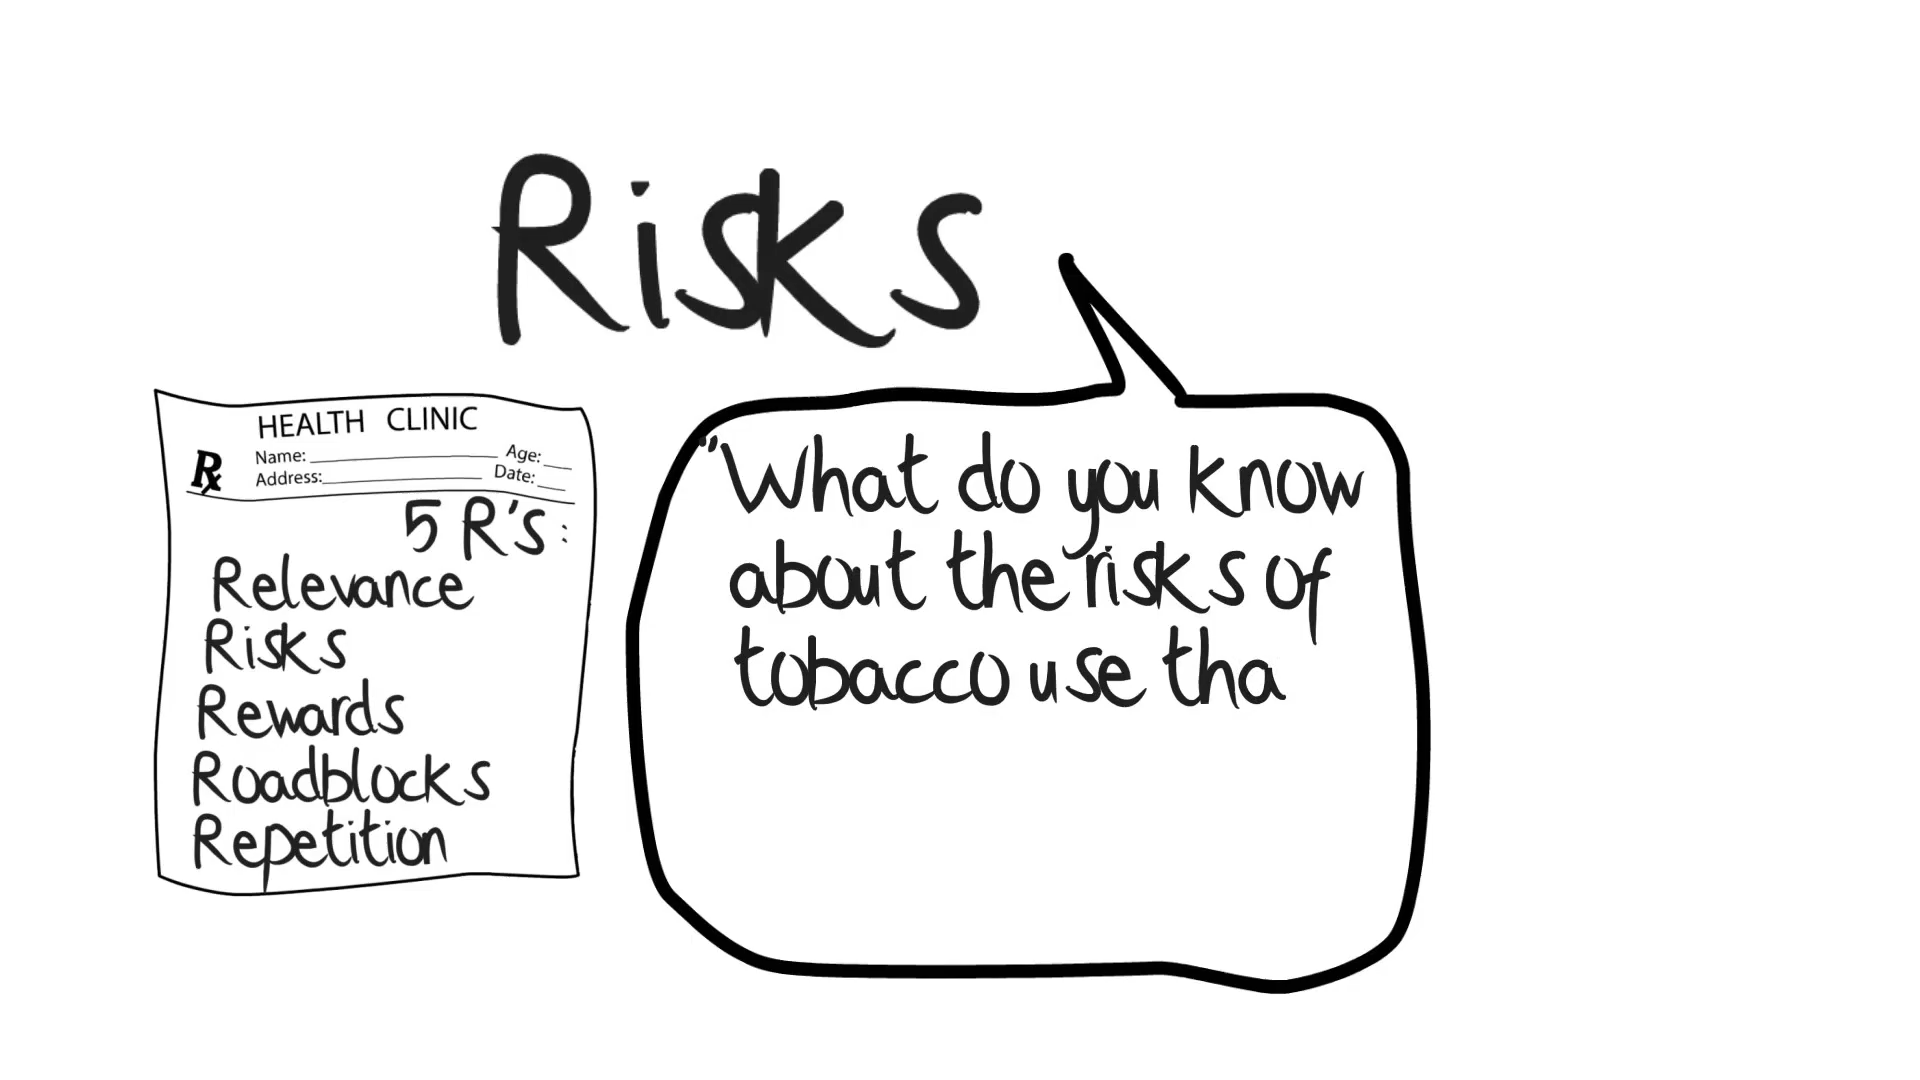 Risks
HEALTH CLINIC
Rx
Name: Age:
Address: Date:
5 R's:
Relevance
Risks
Rewards
Roadblocks
Repetition
"What do you know
about the risks of
tobacco use tha